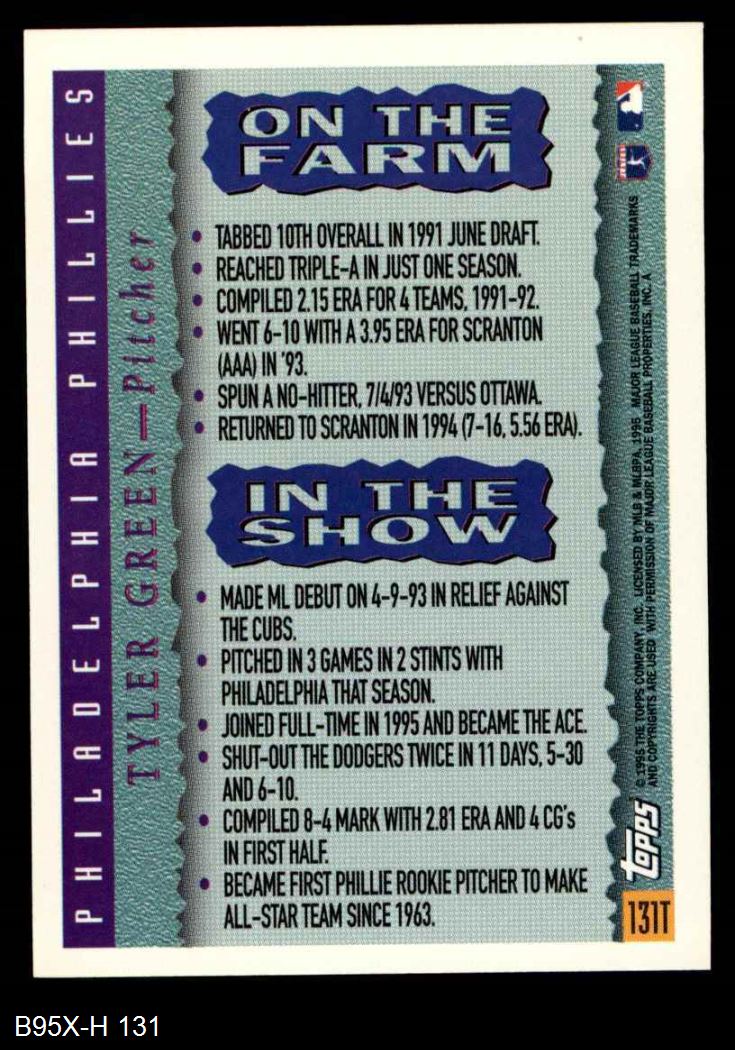 PHILADELPHIA PHILLIES
TYLER GREEN—Pitcher
ON THE
FARM
• TABBED 10TH OVERALL IN 1991 JUNE DRAFT.
• REACHED TRIPLE-A IN JUST ONE SEASON.
• COMPILED 2.15 ERA FOR 4 TEAMS, 1991-92.
• WENT 6-10 WITH A 3.95 ERA FOR SCRANTON
(AAA) IN '93.
• SPUN A NO-HITTER, 7/4/93 VERSUS OTTAWA.
• RETURNED TO SCRANTON IN 1994 (7-16, 5.56 ERA).
IN THE
SHOW
• MADE ML DEBUT ON 4-9-93 IN RELIEF AGAINST
THE CUBS.
• PITCHED IN 3 GAMES IN 2 STINTS WITH
PHILADELPHIA THAT SEASON.
• JOINED FULL-TIME IN 1995 AND BECAME THE ACE.
• SHUT-OUT THE DODGERS TWICE IN 11 DAYS, 5-30
AND 6-10.
• COMPILED 8-4 MARK WITH 2.81 ERA AND 4 CG's
IN FIRST HALF.
• BECAME FIRST PHILLIE ROOKIE PITCHER TO MAKE
ALL-STAR TEAM SINCE 1963.
© 1995 THE TOPPS COMPANY, INC. LICENSED BY MLB & MLBPA, 1995 MAJOR LEAGUE BASEBALL TRADEMARKS
AND COPYRIGHTS ARE USED WITH PERMISSION OF MAJOR LEAGUE BASEBALL PROPERTIES, INC. A
topps
131T
B95X-H 131